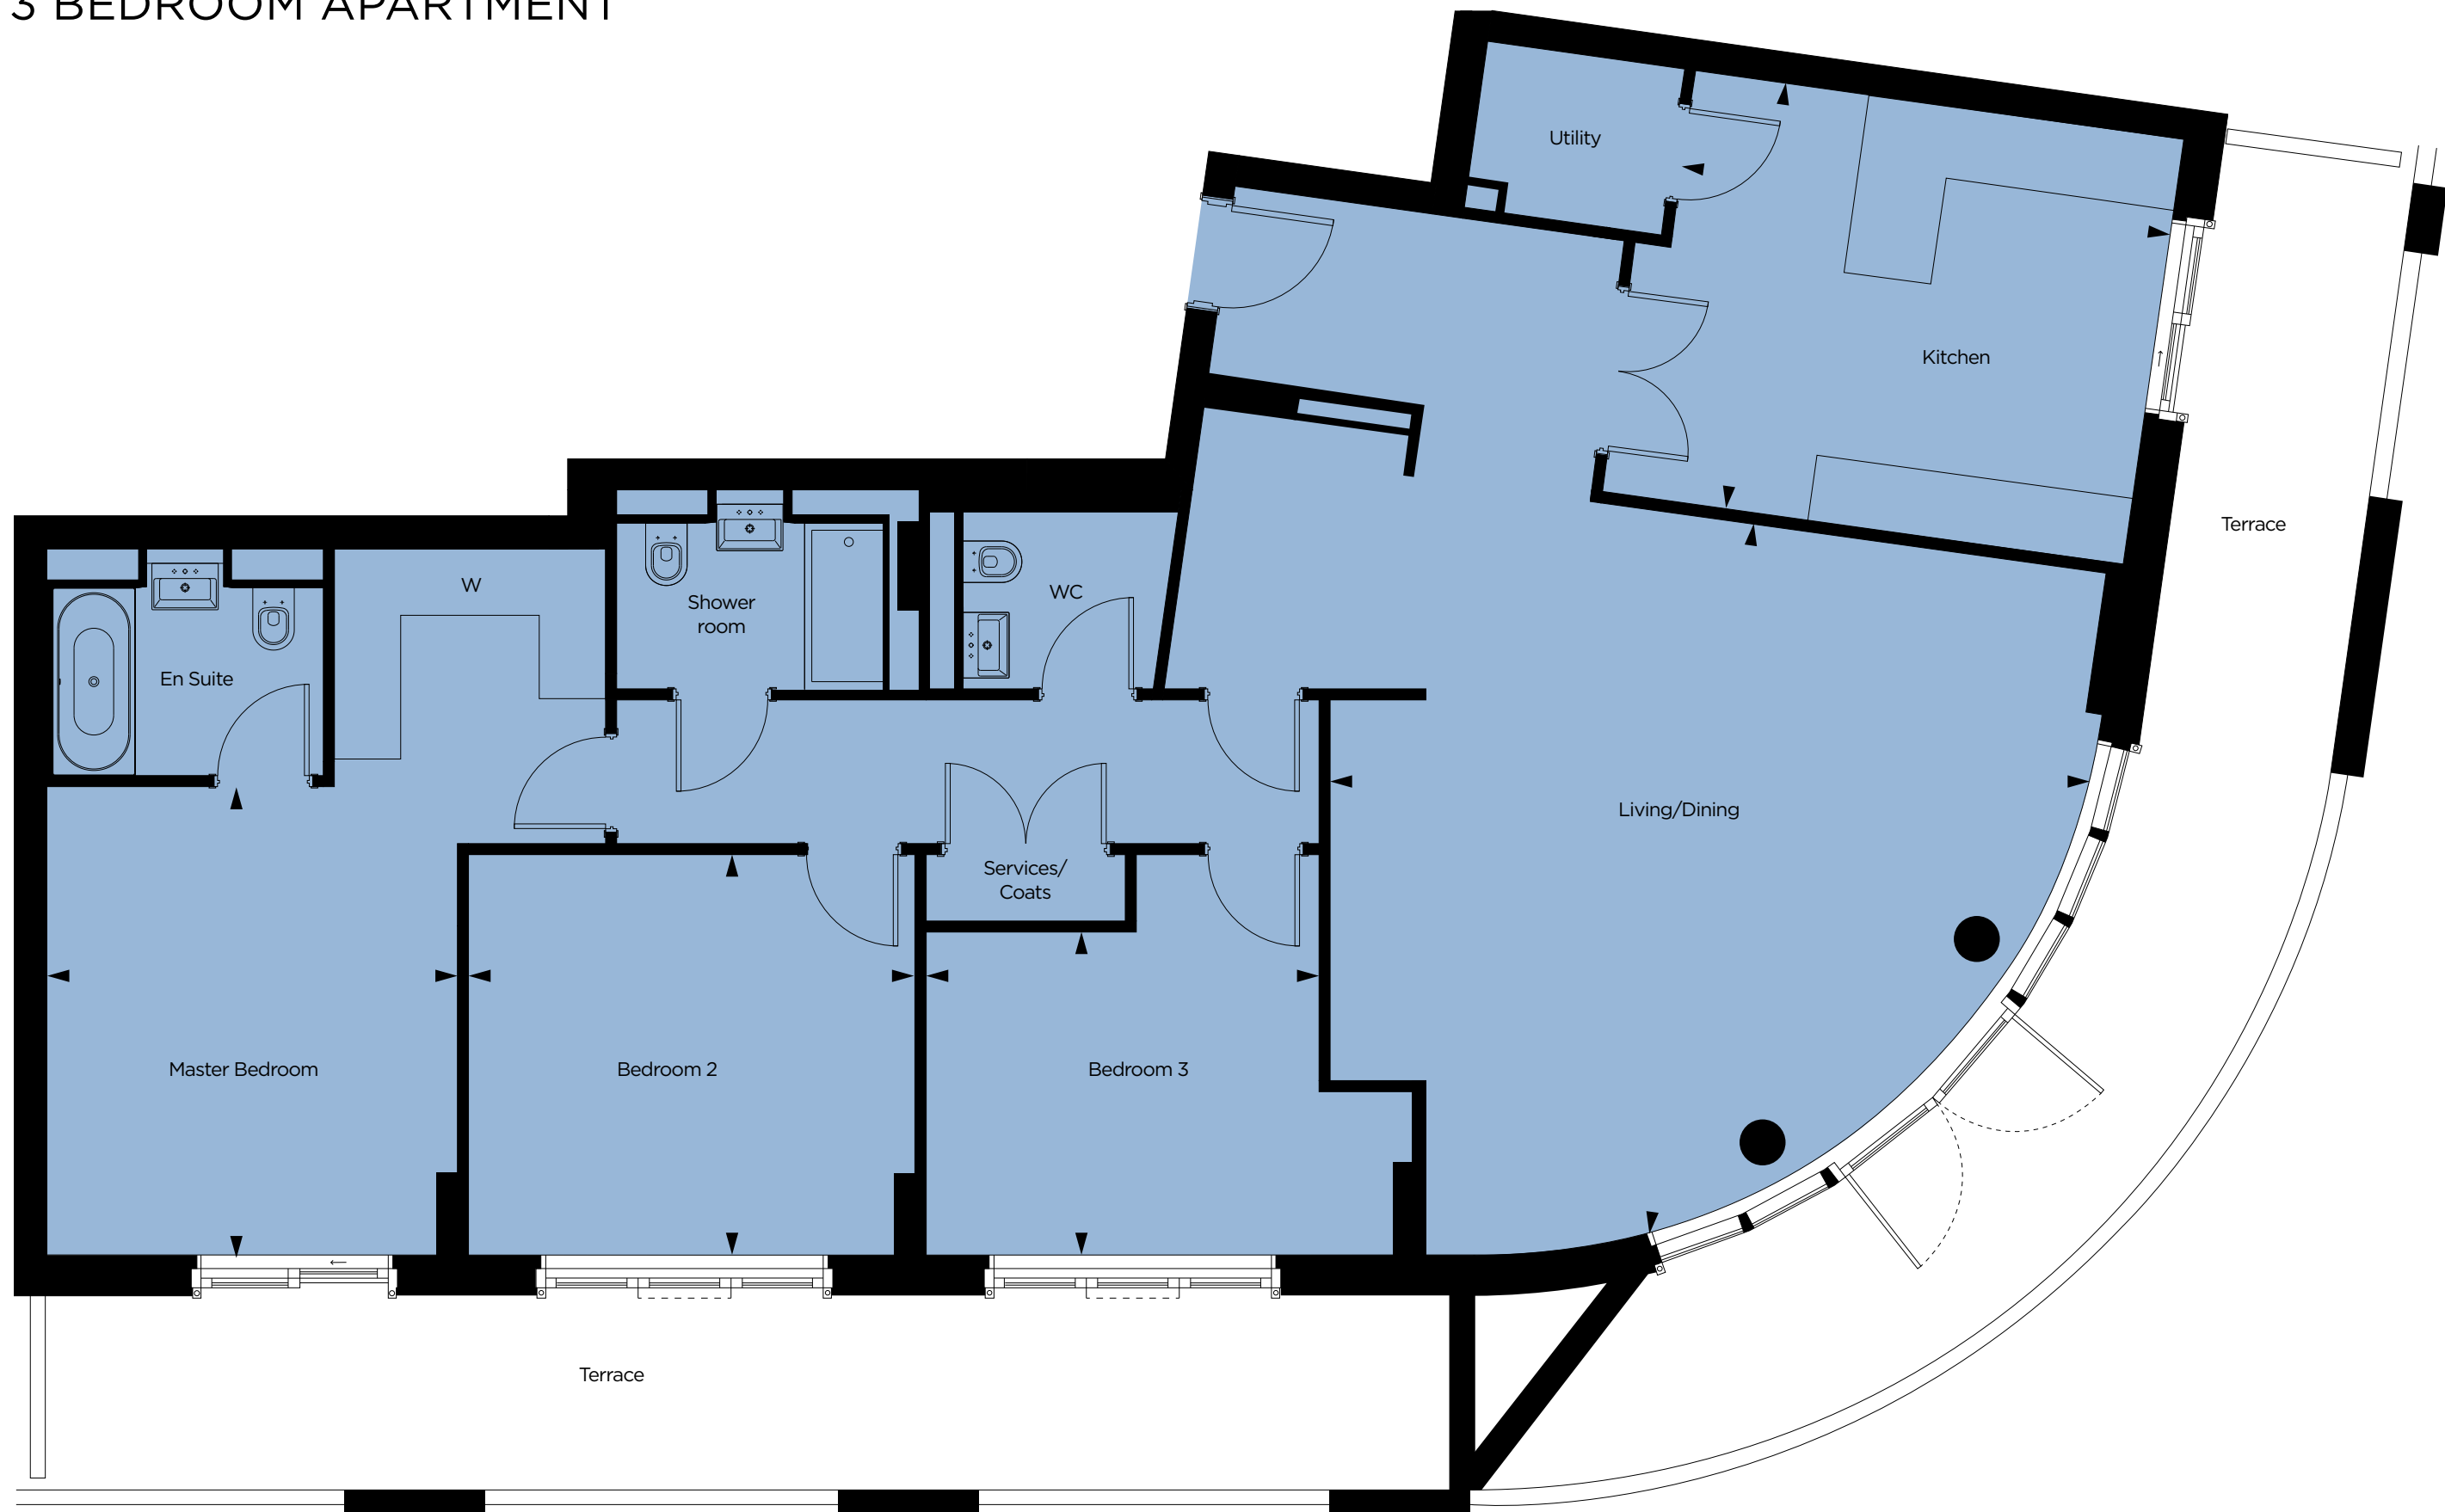 3 BEDROOM APARTMENT
Utility
Kitchen
Terrace
W
Shower
room
WC
En Suite
Living/Dining
Services/
Coats
Master Bedroom
Bedroom 2
Bedroom 3
Terrace